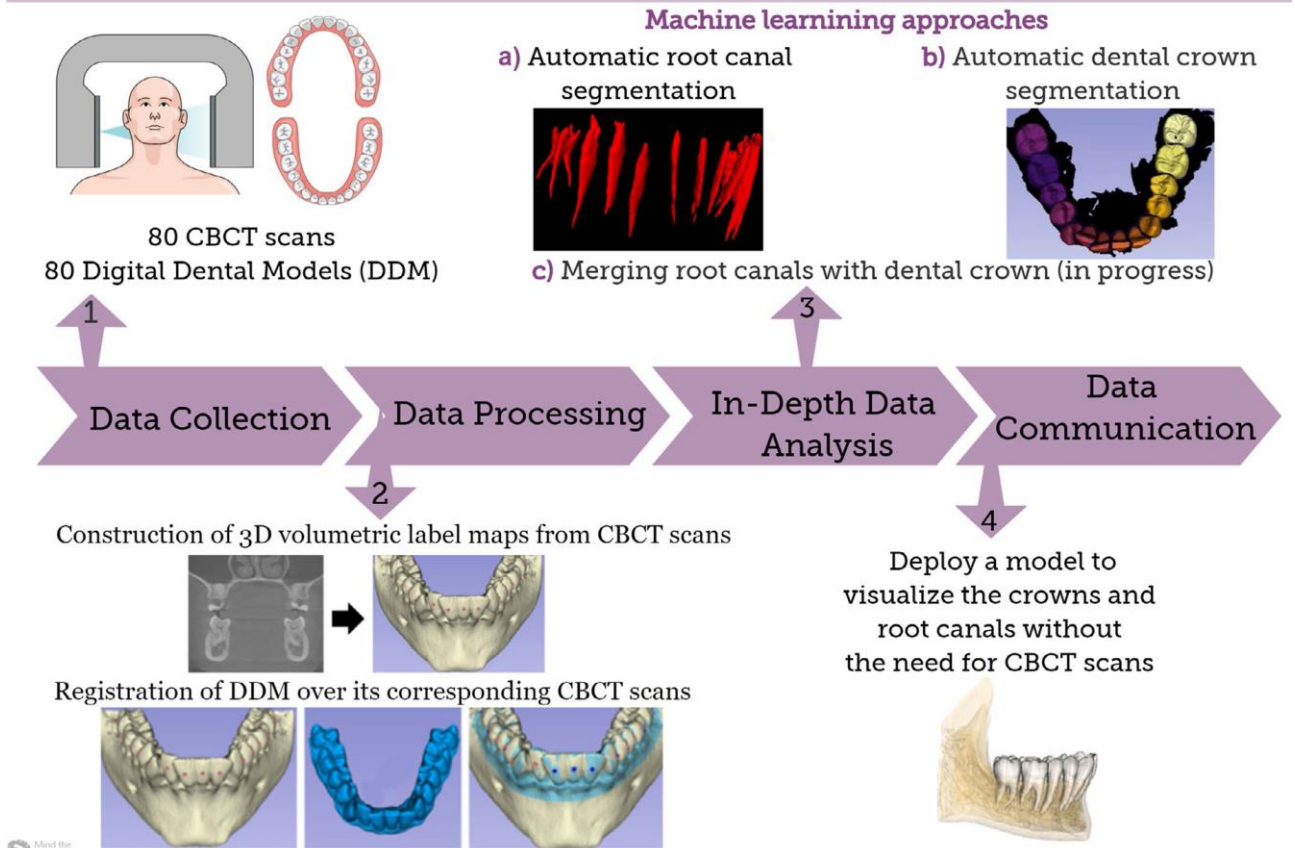 Machine learnining approaches
a) Automatic root canal
segmentation
b) Automatic dental crown
segmentation
80 CBCT scans
80 Digital Dental Models (DDM)
c) Merging root canals with dental crown (in progress)
1
3
Data Collection
Data Processing
In-Depth Data
Analysis
Data
Communication
2
4
Construction of 3D volumetric label maps from CBCT scans
Registration of DDM over its corresponding CBCT scans
Deploy a model to
visualize the crowns and
root canals without
the need for CBCT scans
Mind the